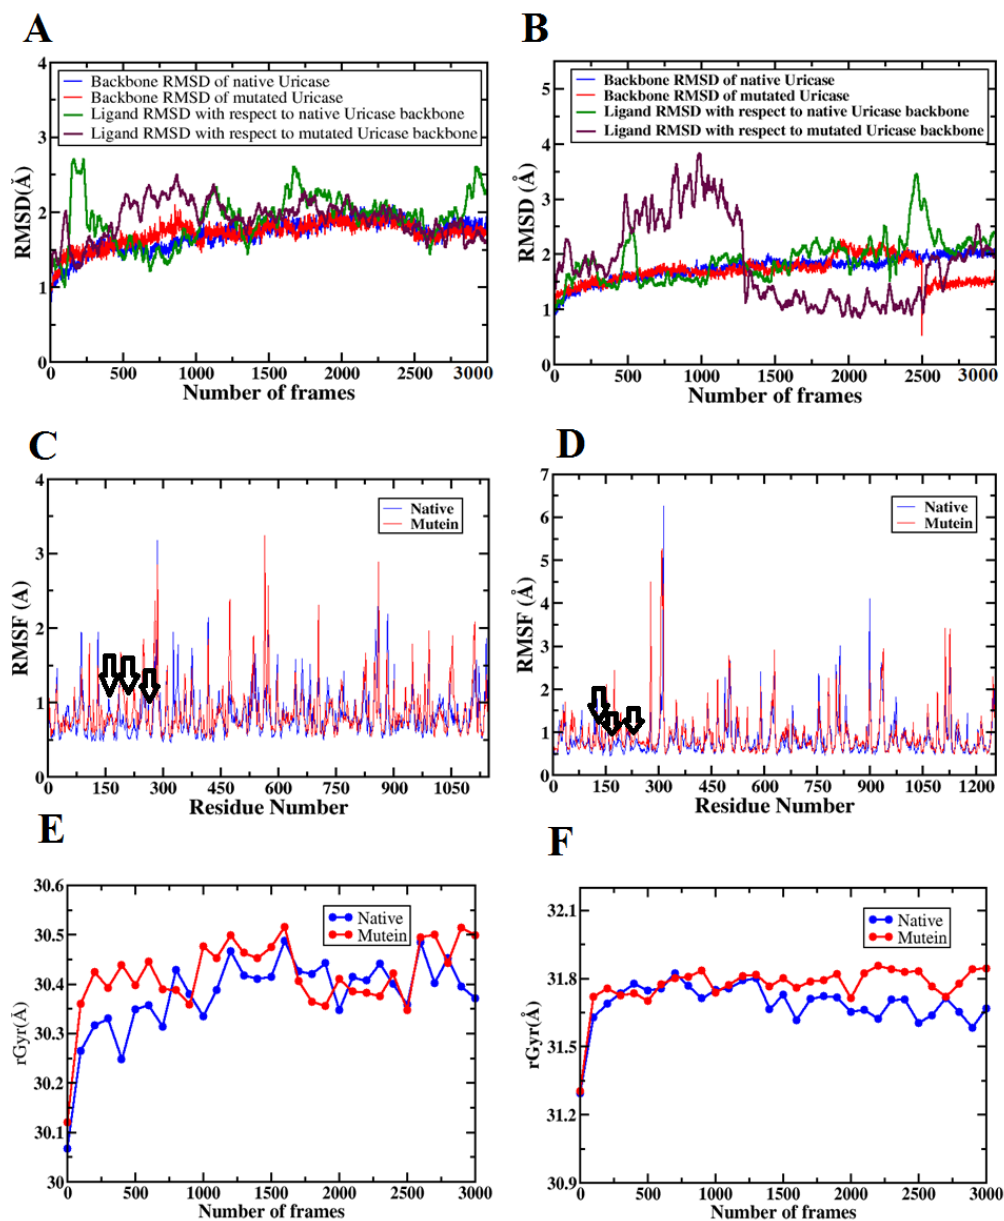 A
B
4
3
2
1
0
RMSD(Å)
Backbone RMSD of native Uricase
Backbone RMSD of mutated Uricase
Ligand RMSD with respect to native Uricase backbone
Ligand RMSD with respect to mutated Uricase backbone
0 500 1000 1500 2000 2500 3000
Number of frames
5
4
3
2
1
0
RMSD (Å)
Backbone RMSD of native Uricase
Backbone RMSD of mutated Uricase
Ligand RMSD with respect to native Uricase backbone
Ligand RMSD with respect to mutated Uricase backbone
0 500 1000 1500 2000 2500 3000
Number of frames
C
D
4
3
2
1
0
RMSF (A)
Native
Mutein
0 150 300 450 600 750 900 1050
Residue Number
7
6
5
4
3
2
1
0
RMSF (Å)
Native
Mutein
0 150 300 450 600 750 900 1050 1200
Residue Number
E
F
30.6
30.5
30.4
30.3
30.2
30.1
30
rGyr(Å)
Native
Mutein
0 500 1000 1500 2000 2500 3000
Number of frames
32.1
31.8
31.5
31.2
30.9
rGyr(Å)
Native
Mutein
0 500 1000 1500 2000 2500 3000
Number of frames